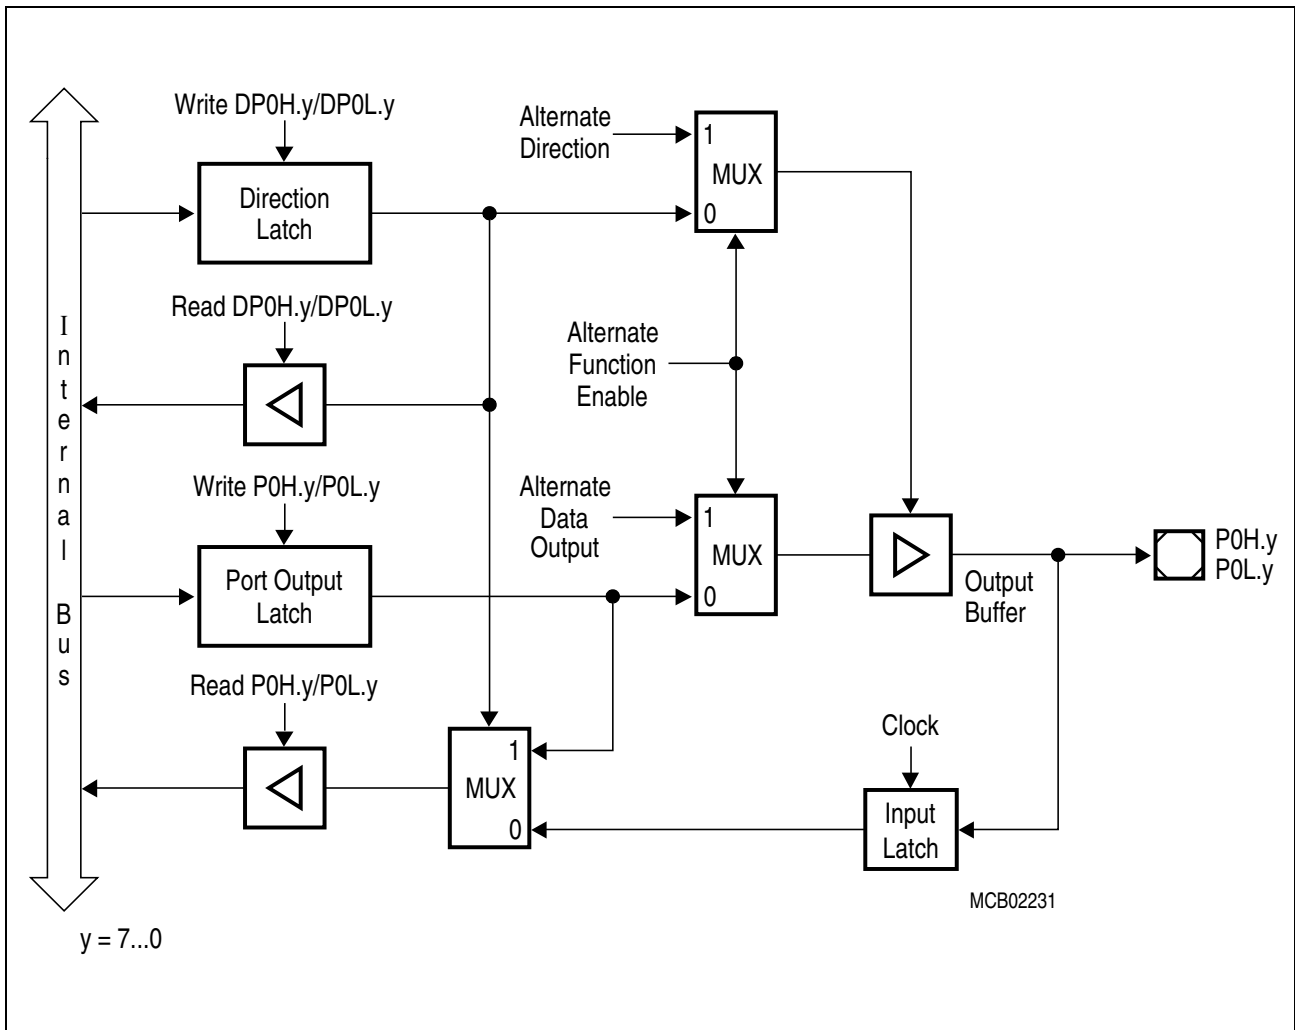 Write DP0H.y/DP0L.y
Alternate
Direction
1
MUX
0
Direction
Latch
Read DP0H.y/DP0L.y
Alternate
Function
Enable
Internal Bus
Write P0H.y/P0L.y
Alternate
Data
Output
1
MUX
0
Port Output
Latch
Output
Buffer
P0H.y
P0L.y
Read P0H.y/P0L.y
1
MUX
0
Clock
Input
Latch
MCB02231
y = 7...0